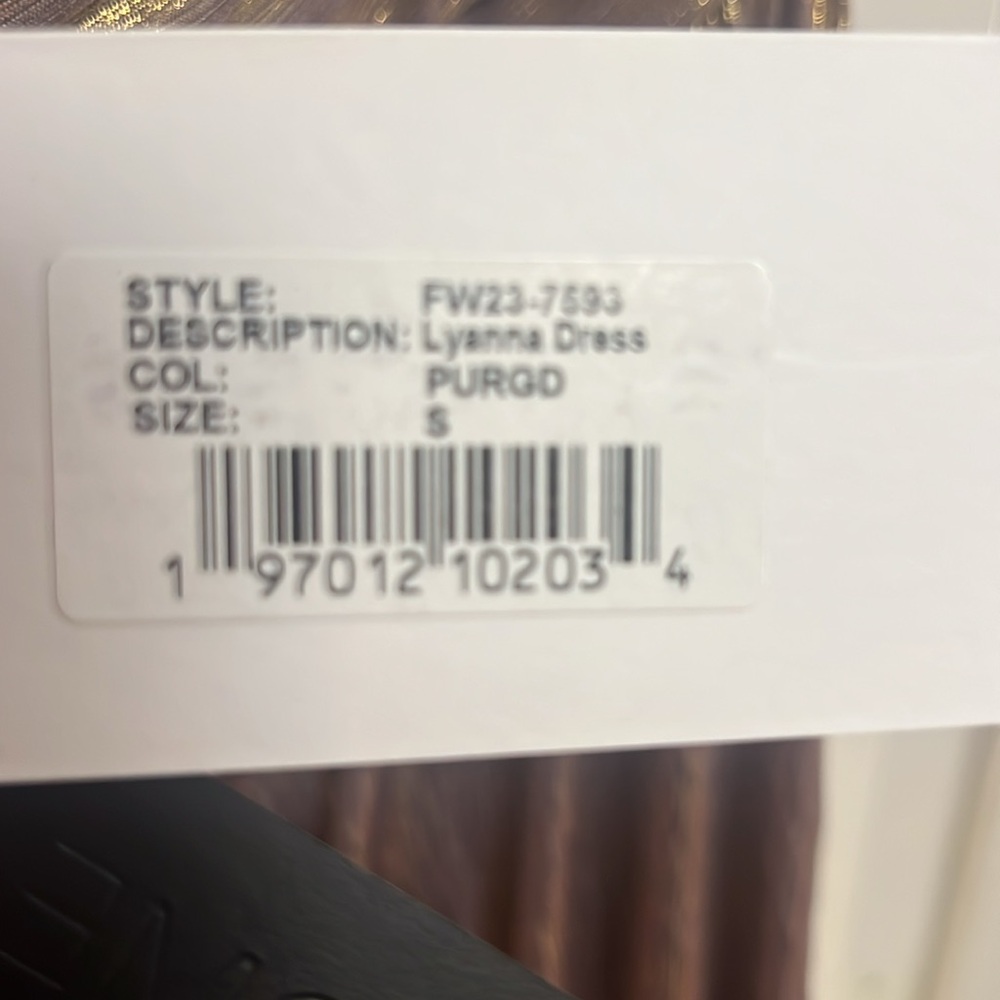 STYLE: FW23-7593
DESCRIPTION: Lyanna Dress
COL: PURGD
SIZE: S
1 97012 10203 4